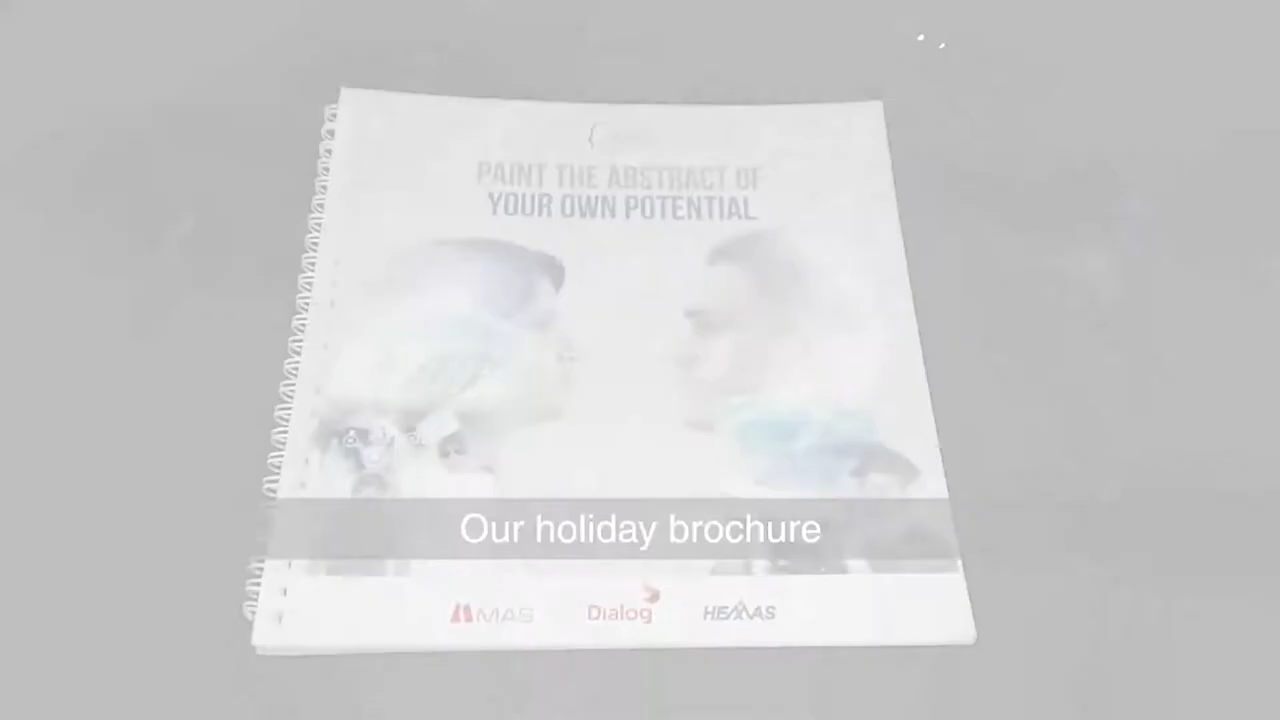 PAINT THE ABSTRACT OF
YOUR OWN POTENTIAL
Our holiday brochure
MAS
Dialog
HEMAS